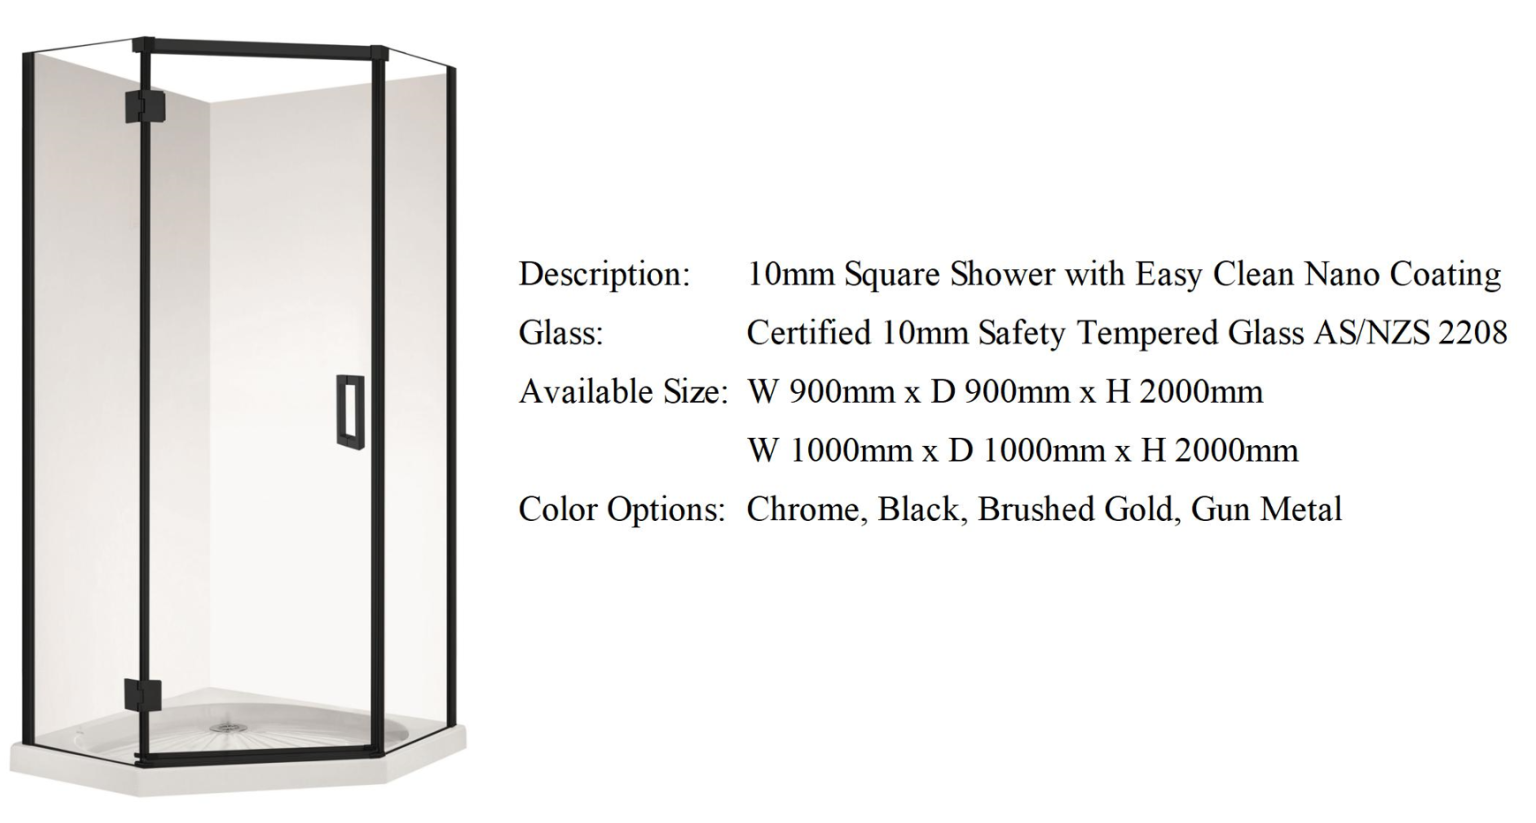 Description: 10mm Square Shower with Easy Clean Nano Coating
Glass: Certified 10mm Safety Tempered Glass AS/NZS 2208
Available Size: W 900mm x D 900mm x H 2000mm
W 1000mm x D 1000mm x H 2000mm
Color Options: Chrome, Black, Brushed Gold, Gun Metal